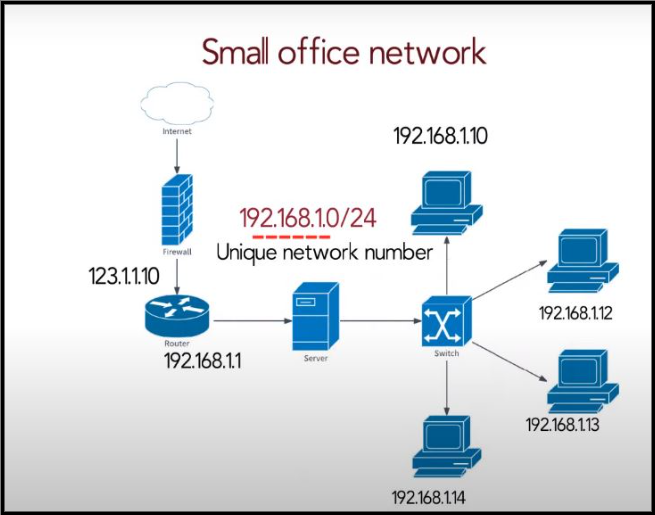 Small office network
Internet
192.168.1.10
192.168.1.0/24
Firewall
Unique network number
123.1.1.10
192.168.1.12
Router
Server
Switch
192.168.1.1
192.168.1.13
192.168.1.14